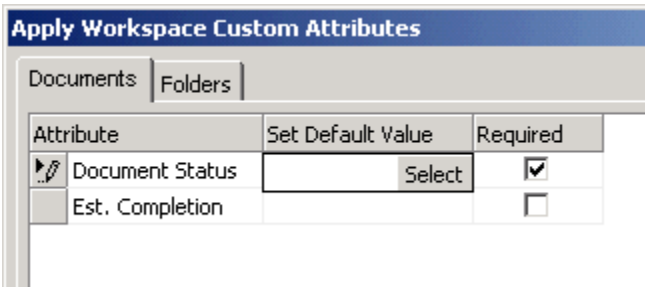 Apply Workspace Custom Attributes
Documents Folders
Attribute Set Default Value Required
Document Status Select
Est. Completion